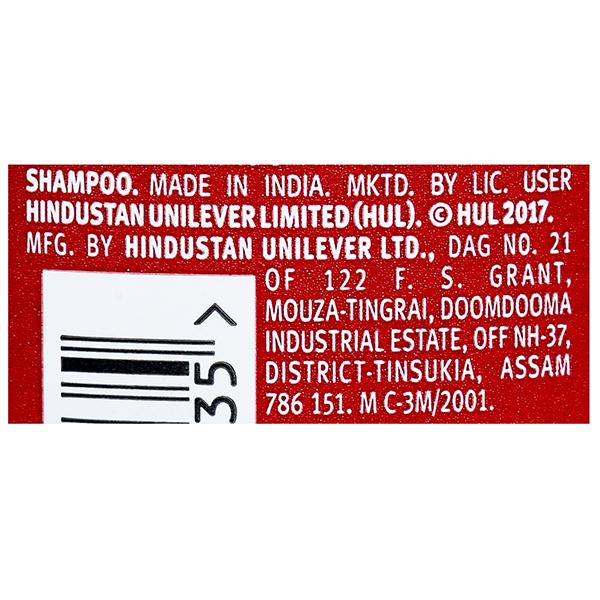 SHAMPOO. MADE IN INDIA. MKTD. BY LIC. USER
HINDUSTAN UNILEVER LIMITED (HUL). © HUL 2017.
MFG. BY HINDUSTAN UNILEVER LTD., DAG NO. 21
OF 122 F. S. GRANT,
MOUZA-TINGRAI, DOOMDOOMA
INDUSTRIAL ESTATE, OFF NH-37,
DISTRICT-TINSUKIA, ASSAM
786 151. M C-3M/2001.
35 >